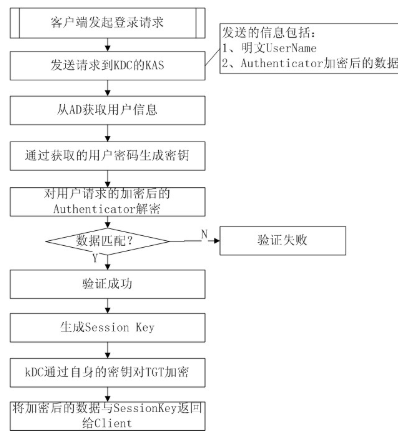 客户端发起登录请求
发送请求到KDC的KAS
发送的信息包括：
1、明文UserName
2、Authenticator加密后的数据
从AD获取用户信息
通过获取的用户密码生成密钥
对用户请求的加密后的
Authenticator解密
数据匹配？
N
验证失败
Y
验证成功
生成Session Key
kDC通过自身的密钥对TGT加密
将加密后的数据与SessionKey返回
给Client